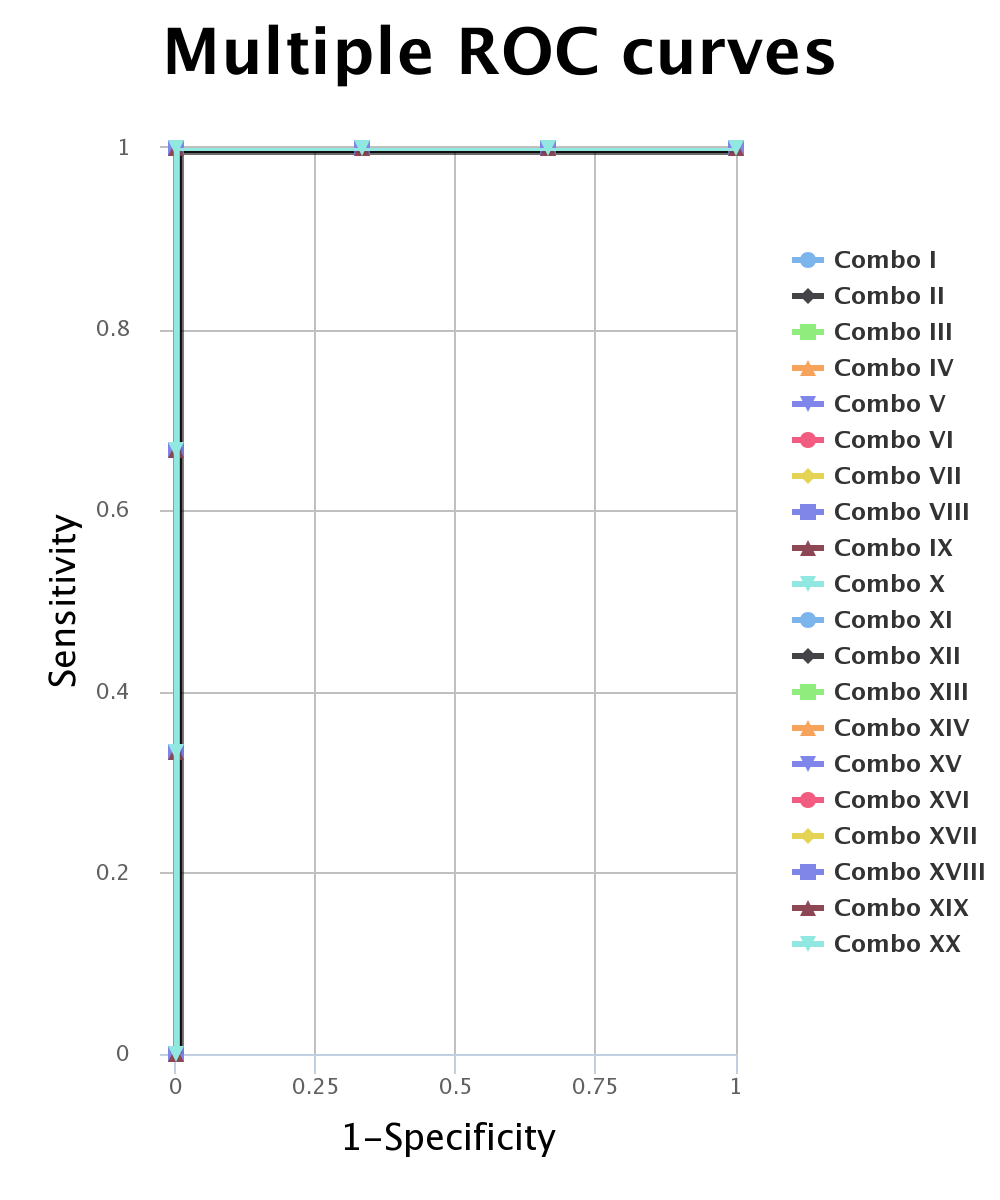 Multiple ROC curves
1
0.8
0.6
0.4
0.2
0
Sensitivity
0
0.25
0.5
0.75
1
1-Specificity
Combo I
Combo II
Combo III
Combo IV
Combo V
Combo VI
Combo VII
Combo VIII
Combo IX
Combo X
Combo XI
Combo XII
Combo XIII
Combo XIV
Combo XV
Combo XVI
Combo XVII
Combo XVIII
Combo XIX
Combo XX